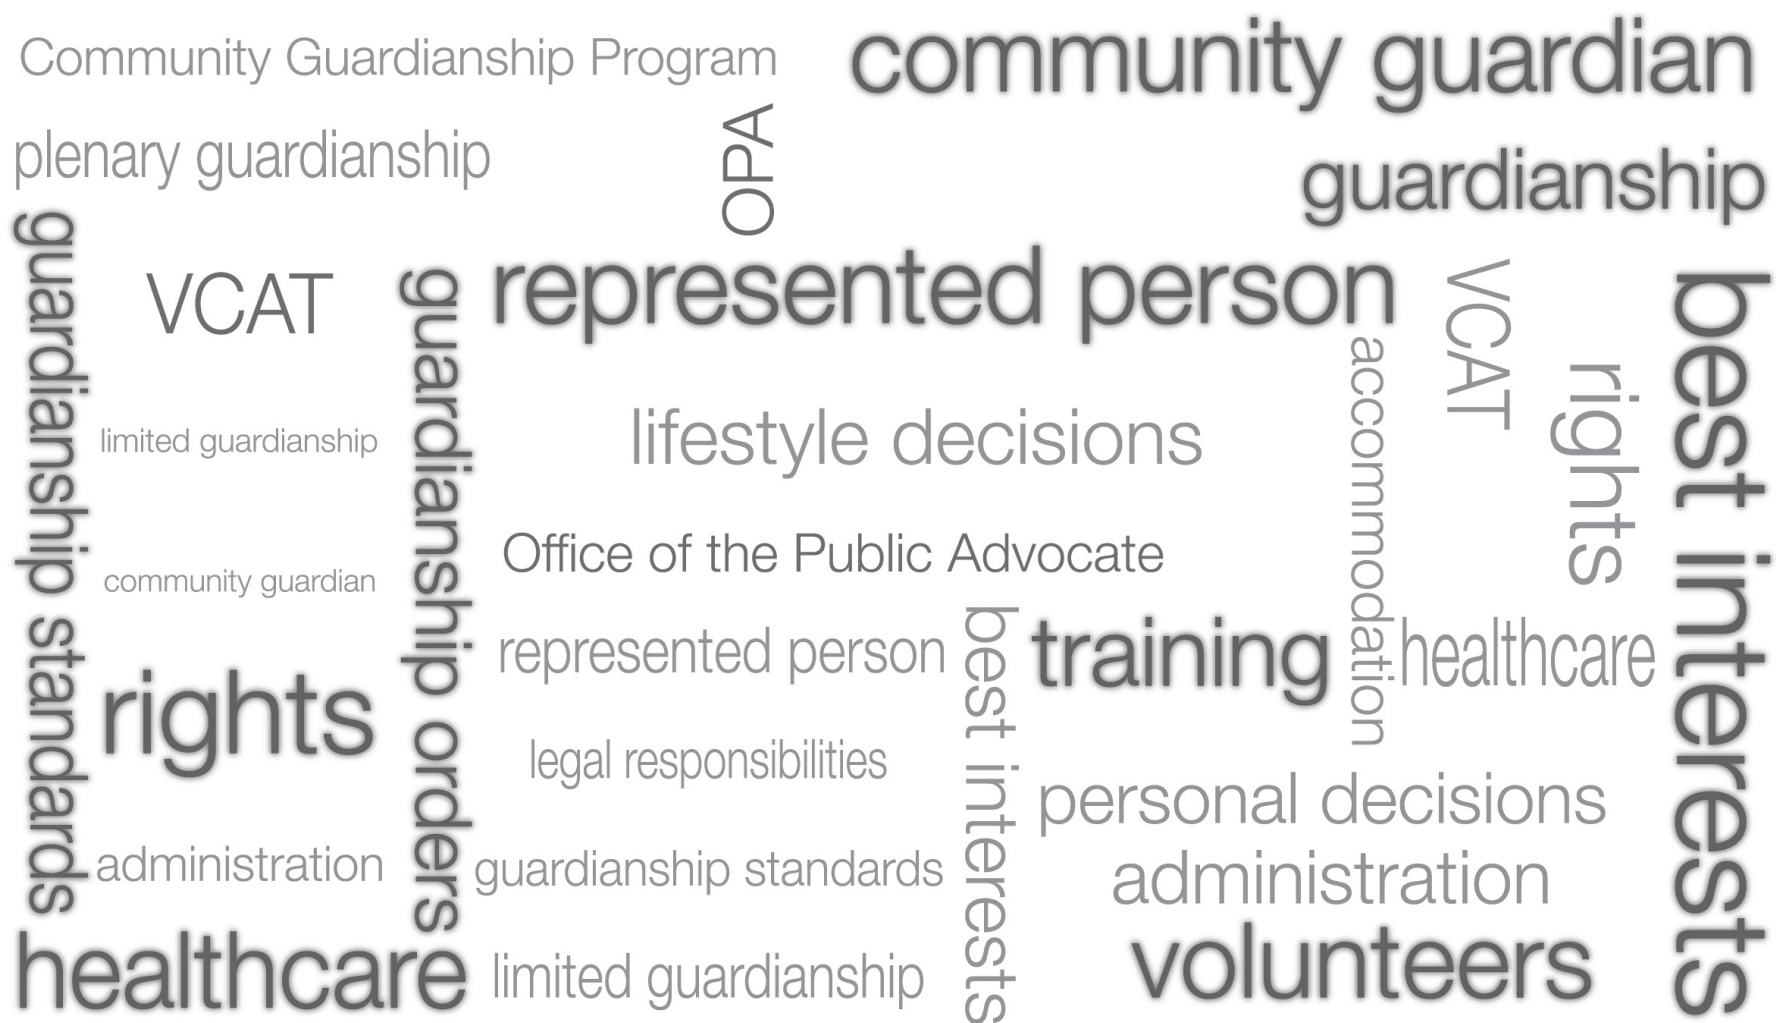 Community Guardianship Program
community guardian
plenary guardianship
OPA
guardianship
guardianship standards
VCAT
guardianship orders
represented person
VCAT
best interests
accommodation
rights
limited guardianship
lifestyle decisions
Office of the Public Advocate
community guardian
represented person
best interests
training
healthcare
rights
legal responsibilities
personal decisions
administration
guardianship standards
administration
healthcare
limited guardianship
volunteers